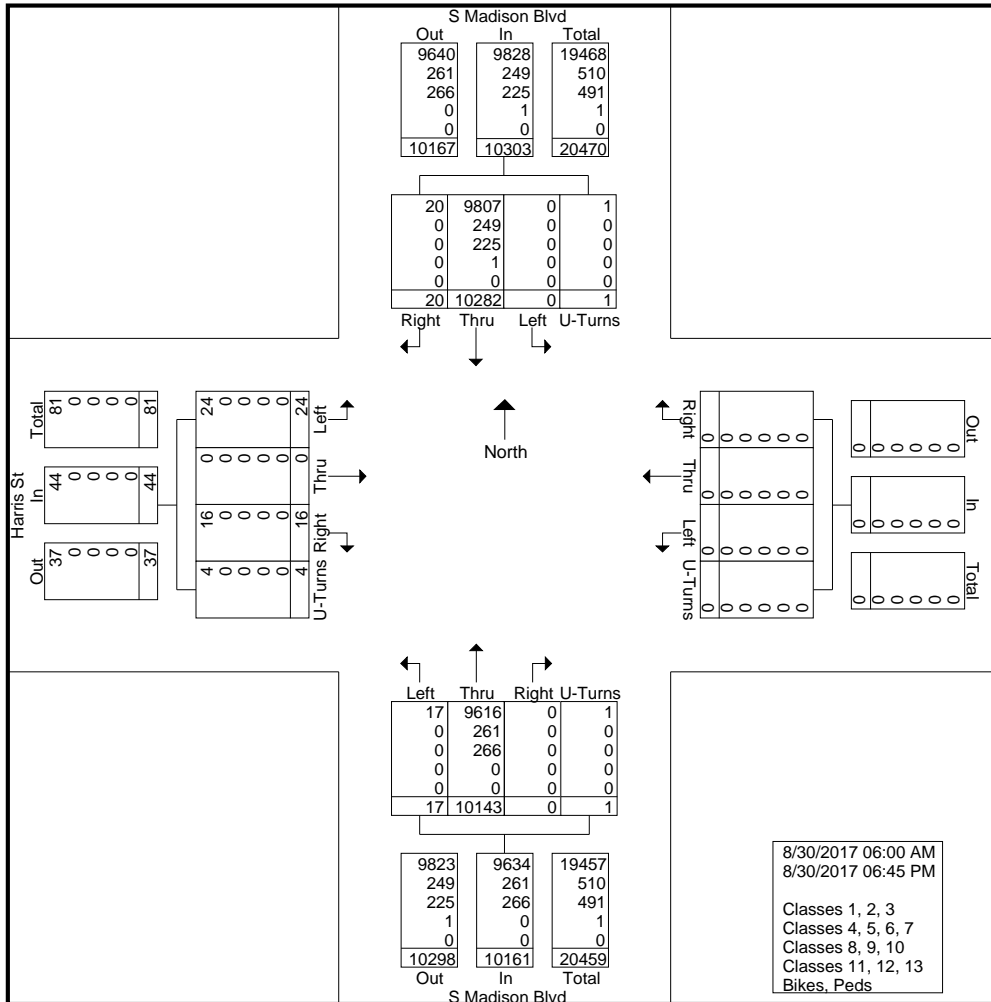 S Madison Blvd
Out In Total
9640 9828 19468
261 249 510
266 225 491
0 1 1
0 0 0
10167 10303 20470
20 9807 0 1
0 249 0 0
0 225 0 0
0 1 0 0
0 0 0 0
20 10282 0 1
Right Thru Left U-Turns
North
Harris St
Total In Out
81 44 37
0 0 0
0 0 0
0 0 0
0 0 0
81 44 37
24 0 16 4
0 0 0 0
0 0 0 0
0 0 0 0
0 0 0 0
24 0 16 4
Left Thru Right U-Turns
Right Thru Left U-Turns
0 0 0 0
0 0 0 0
0 0 0 0
0 0 0 0
0 0 0 0
0 0 0 0
Out In Total
0 0 0
0 0 0
0 0 0
0 0 0
0 0 0
0 0 0
Left Thru Right U-Turns
17 9616 0 1
0 261 0 0
0 266 0 0
0 0 0 0
0 0 0 0
17 10143 0 1
9823 9634 19457
249 261 510
225 266 491
1 0 1
0 0 0
10298 10161 20459
Out In Total
S Madison Blvd
8/30/2017 06:00 AM
8/30/2017 06:45 PM
Classes 1, 2, 3
Classes 4, 5, 6, 7
Classes 8, 9, 10
Classes 11, 12, 13
Bikes, Peds